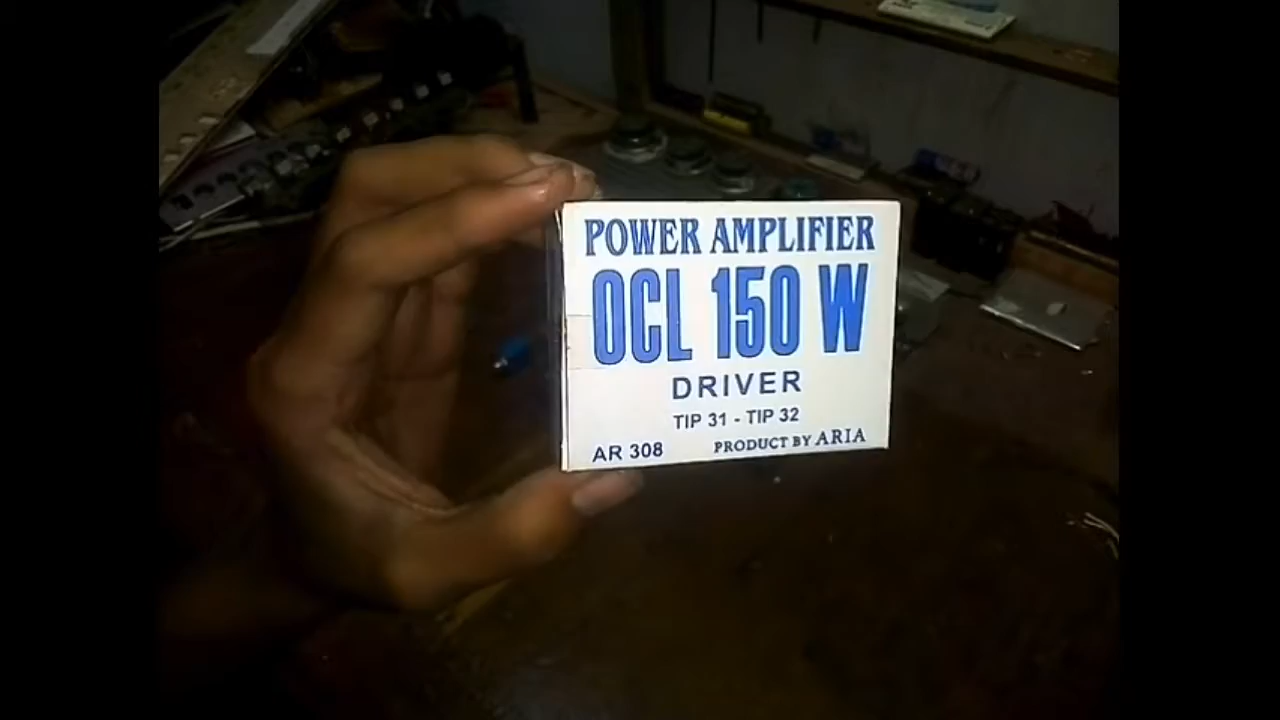 POWER AMPLIFIER
OCL 150 W
DRIVER
TIP 31 - TIP 32
AR 308 PRODUCT BY ARIA